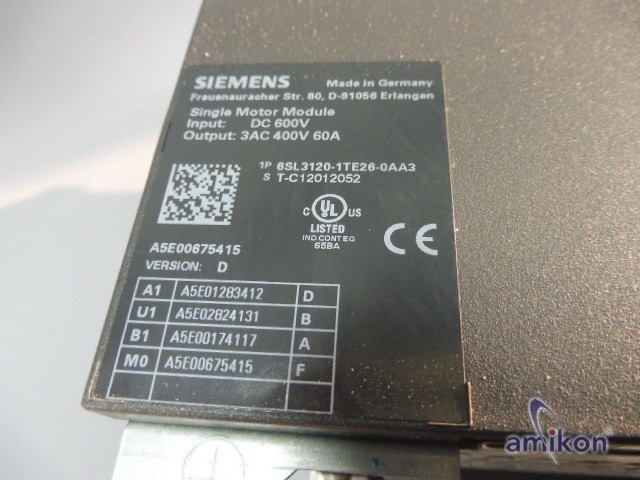 SIEMENS Made in Germany
Frauenauracher Str. 80, D-91056 Erlangen
Single Motor Module
Input: DC 600V
Output: 3AC 400V 60A
1P 6SL3120-1TE26-0AA3
S T-C12012052
C UL US
LISTED
IND CONT EQ
65BA
CE
A5E00675415
VERSION: D
A1 A5E01283412 D
U1 A5E02824131 B
B1 A5E00174117 A
M0 A5E00675415 F
amikon